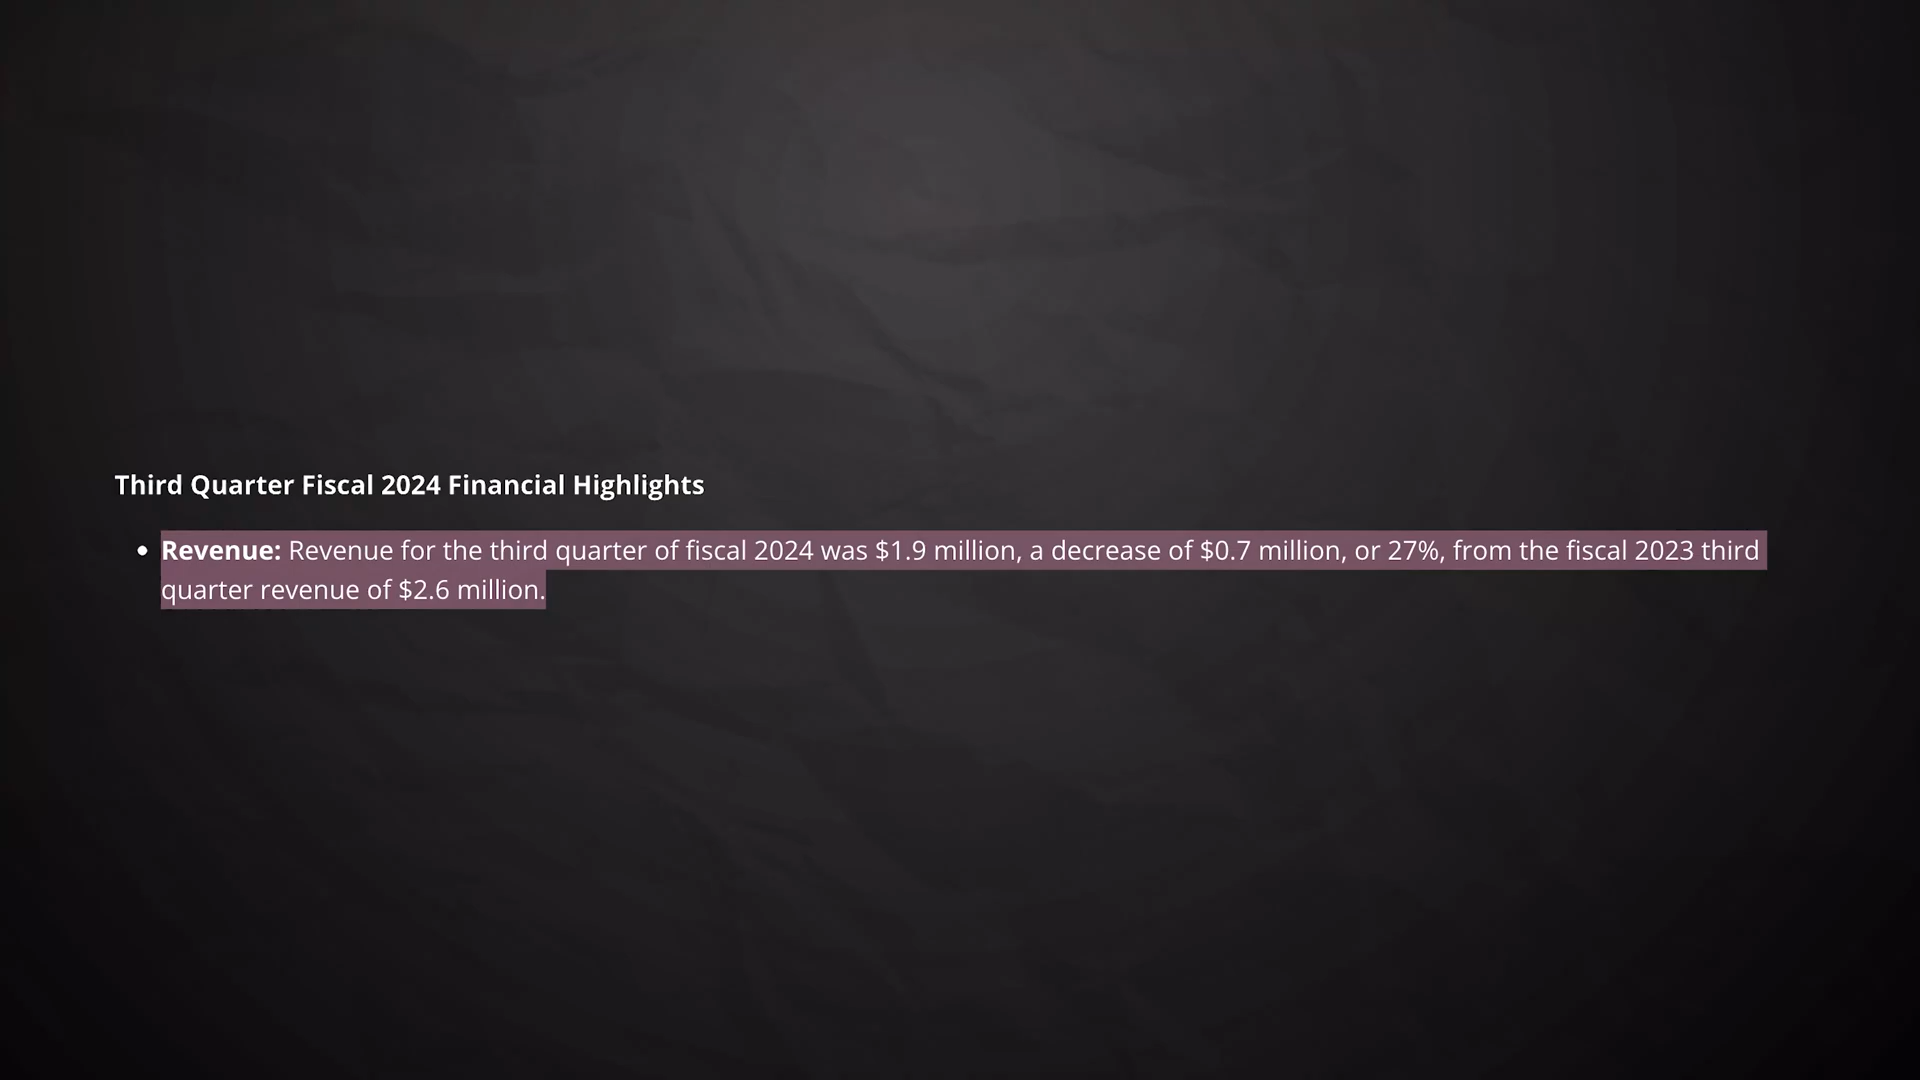 Third Quarter Fiscal 2024 Financial Highlights
• Revenue: Revenue for the third quarter of fiscal 2024 was $1.9 million, a decrease of $0.7 million, or 27%, from the fiscal 2023 third
quarter revenue of $2.6 million.